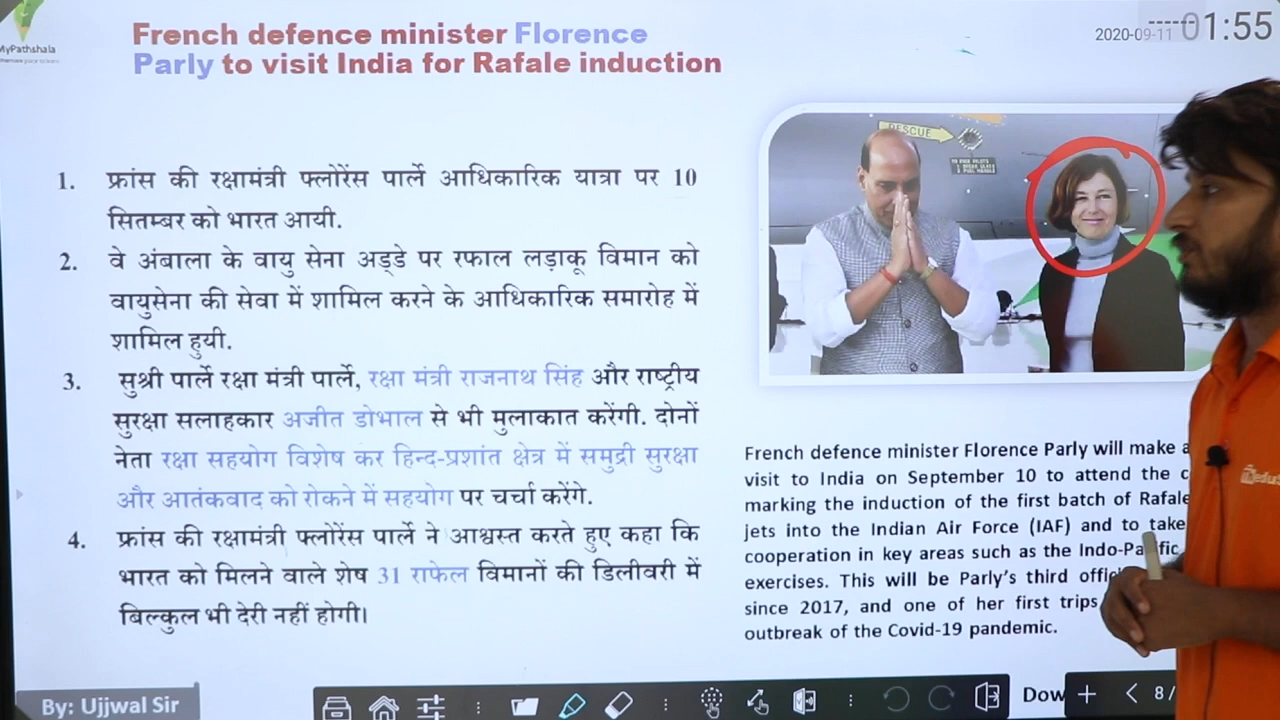 MyPathshala
French defence minister Florence
Parly to visit India for Rafale induction
2020-09-11
01:55
1. फ्रांस की रक्षामंत्री फ्लोरेंस पार्ले आधिकारिक यात्रा पर 10
सितम्बर को भारत आयी.
2. वे अंबाला के वायु सेना अड्डे पर रफाल लड़ाकू विमान को
वायुसेना की सेवा में शामिल करने के आधिकारिक समारोह में
शामिल हुयी.
3. सुश्री पार्ले रक्षा मंत्री पार्ले, रक्षा मंत्री राजनाथ सिंह और राष्ट्रीय
सुरक्षा सलाहकार अजीत डोभाल से भी मुलाकात करेंगी. दोनों
नेता रक्षा सहयोग विशेष कर हिन्द-प्रशांत क्षेत्र में समुद्री सुरक्षा
और आतंकवाद को रोकने में सहयोग पर चर्चा करेंगे.
4. फ्रांस की रक्षामंत्री फ्लोरेंस पार्ले ने आश्वस्त करते हुए कहा कि
भारत को मिलने वाले शेष 31 राफेल विमानों की डिलीवरी में
बिल्कुल भी देरी नहीं होगी।
RESCUE
French defence minister Florence Parly will make a
visit to India on September 10 to attend the c
marking the induction of the first batch of Rafale
jets into the Indian Air Force (IAF) and to take
cooperation in key areas such as the Indo-Pacific
exercises. This will be Parly's third offic
since 2017, and one of her first trips
outbreak of the Covid-19 pandemic.
By: Ujjwal Sir
Dow
8/